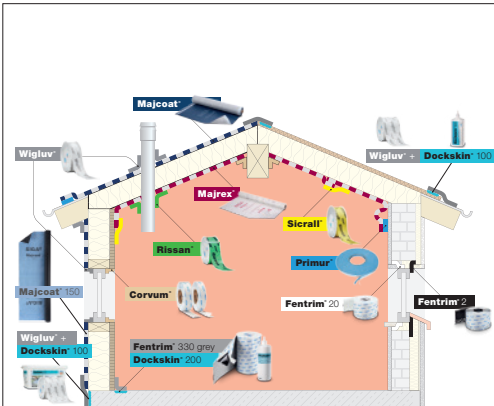 Majcoat°
Wigluv°
Wigluv° + Dockskin° 100
Majrex°
Sicrall°
Rissan°
Primur°
Majcoat° 150
Corvum°
Fentrim° 20
Fentrim° 2
Wigluv° +
Dockskin° 100
Fentrim° 330 grey
Dockskin° 200